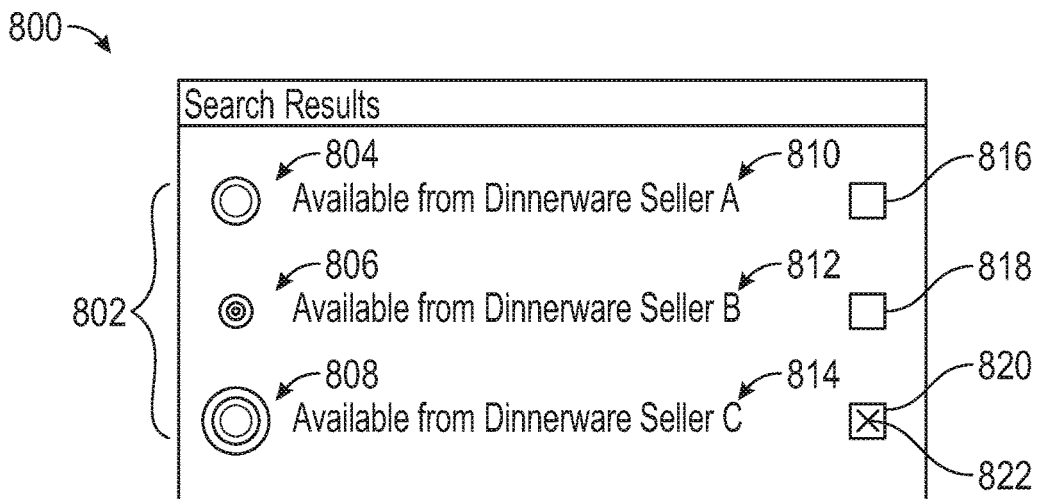 800
Search Results
804 810 816
Available from Dinnerware Seller A
806 812 818
802 Available from Dinnerware Seller B
808 814 820
Available from Dinnerware Seller C
822